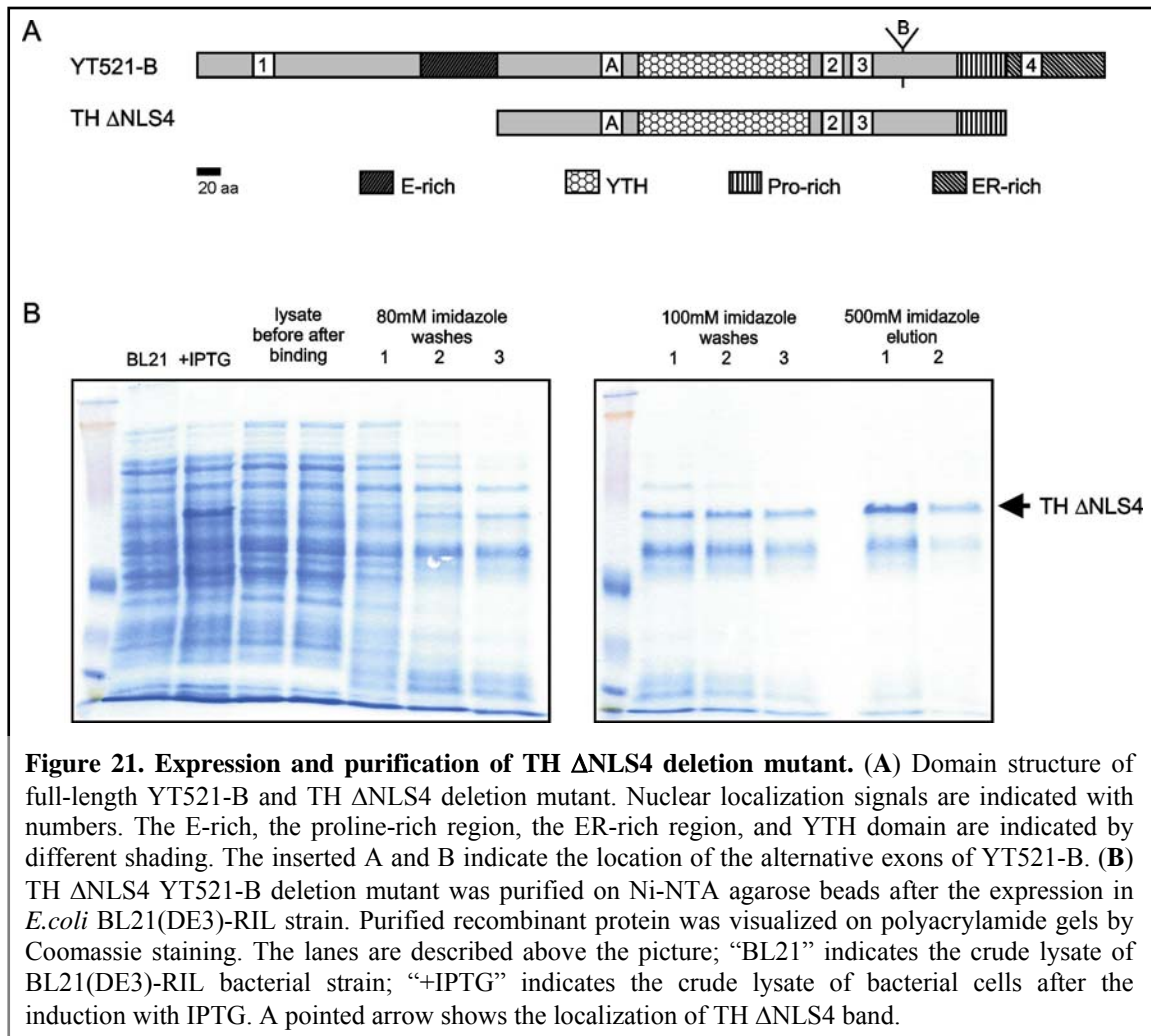 A
B
YT521-B
1
A
2
3
4
TH ΔNLS4
A
2
3
20 aa
E-rich
YTH
Pro-rich
ER-rich
B
lysate
before after
binding
80mM imidazole
washes
BL21 +IPTG
1 2 3
100mM imidazole
washes
1 2 3
500mM imidazole
elution
1 2
TH ΔNLS4
Figure 21. Expression and purification of TH ΔNLS4 deletion mutant. (A) Domain structure of
full-length YT521-B and TH ΔNLS4 deletion mutant. Nuclear localization signals are indicated with
numbers. The E-rich, the proline-rich region, the ER-rich region, and YTH domain are indicated by
different shading. The inserted A and B indicate the location of the alternative exons of YT521-B. (B)
TH ΔNLS4 YT521-B deletion mutant was purified on Ni-NTA agarose beads after the expression in
E.coli BL21(DE3)-RIL strain. Purified recombinant protein was visualized on polyacrylamide gels by
Coomassie staining. The lanes are described above the picture; “BL21” indicates the crude lysate of
BL21(DE3)-RIL bacterial strain; “+IPTG” indicates the crude lysate of bacterial cells after the
induction with IPTG. A pointed arrow shows the localization of TH ΔNLS4 band.